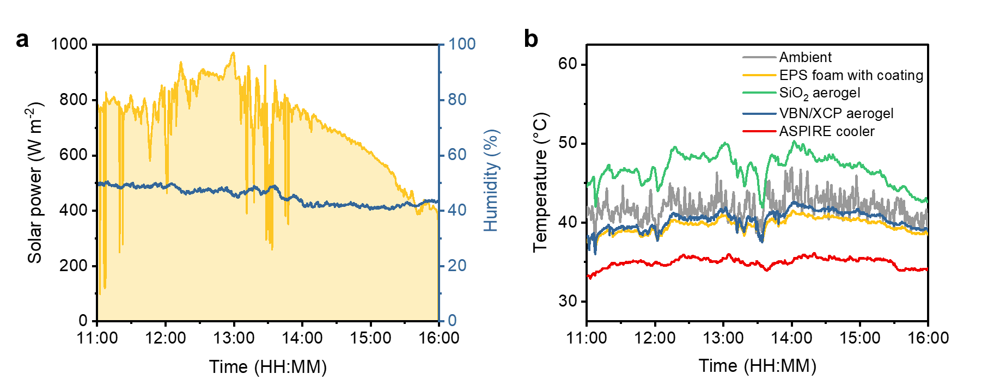 a
1000
800
600
400
200
0
Solar power (W m-2)
100
80
60
40
20
0
Humidity (%)
11:00 12:00 13:00 14:00 15:00 16:00
Time (HH:MM)
b
60
50
40
30
Temperature (°C)
Ambient
EPS foam with coating
SiO2 aerogel
VBN/XCP aerogel
ASPIRE cooler
11:00 12:00 13:00 14:00 15:00 16:00
Time (HH:MM)